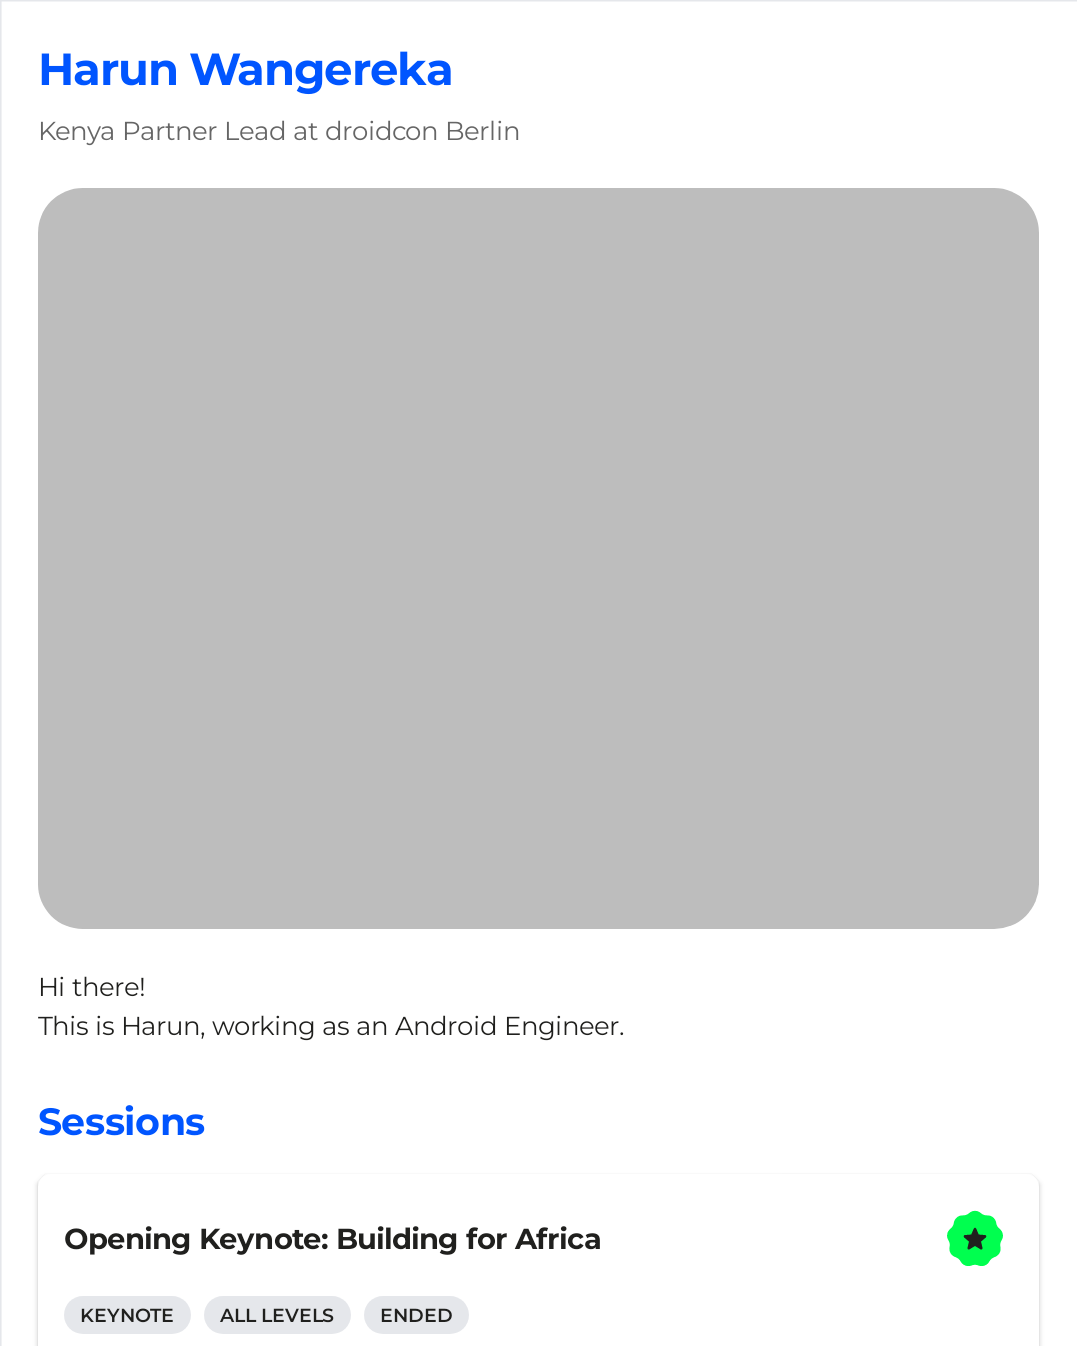 Harun Wangereka
Kenya Partner Lead at droidcon Berlin
Hi there!
This is Harun, working as an Android Engineer.
Sessions
Opening Keynote: Building for Africa
KEYNOTE ALL LEVELS ENDED